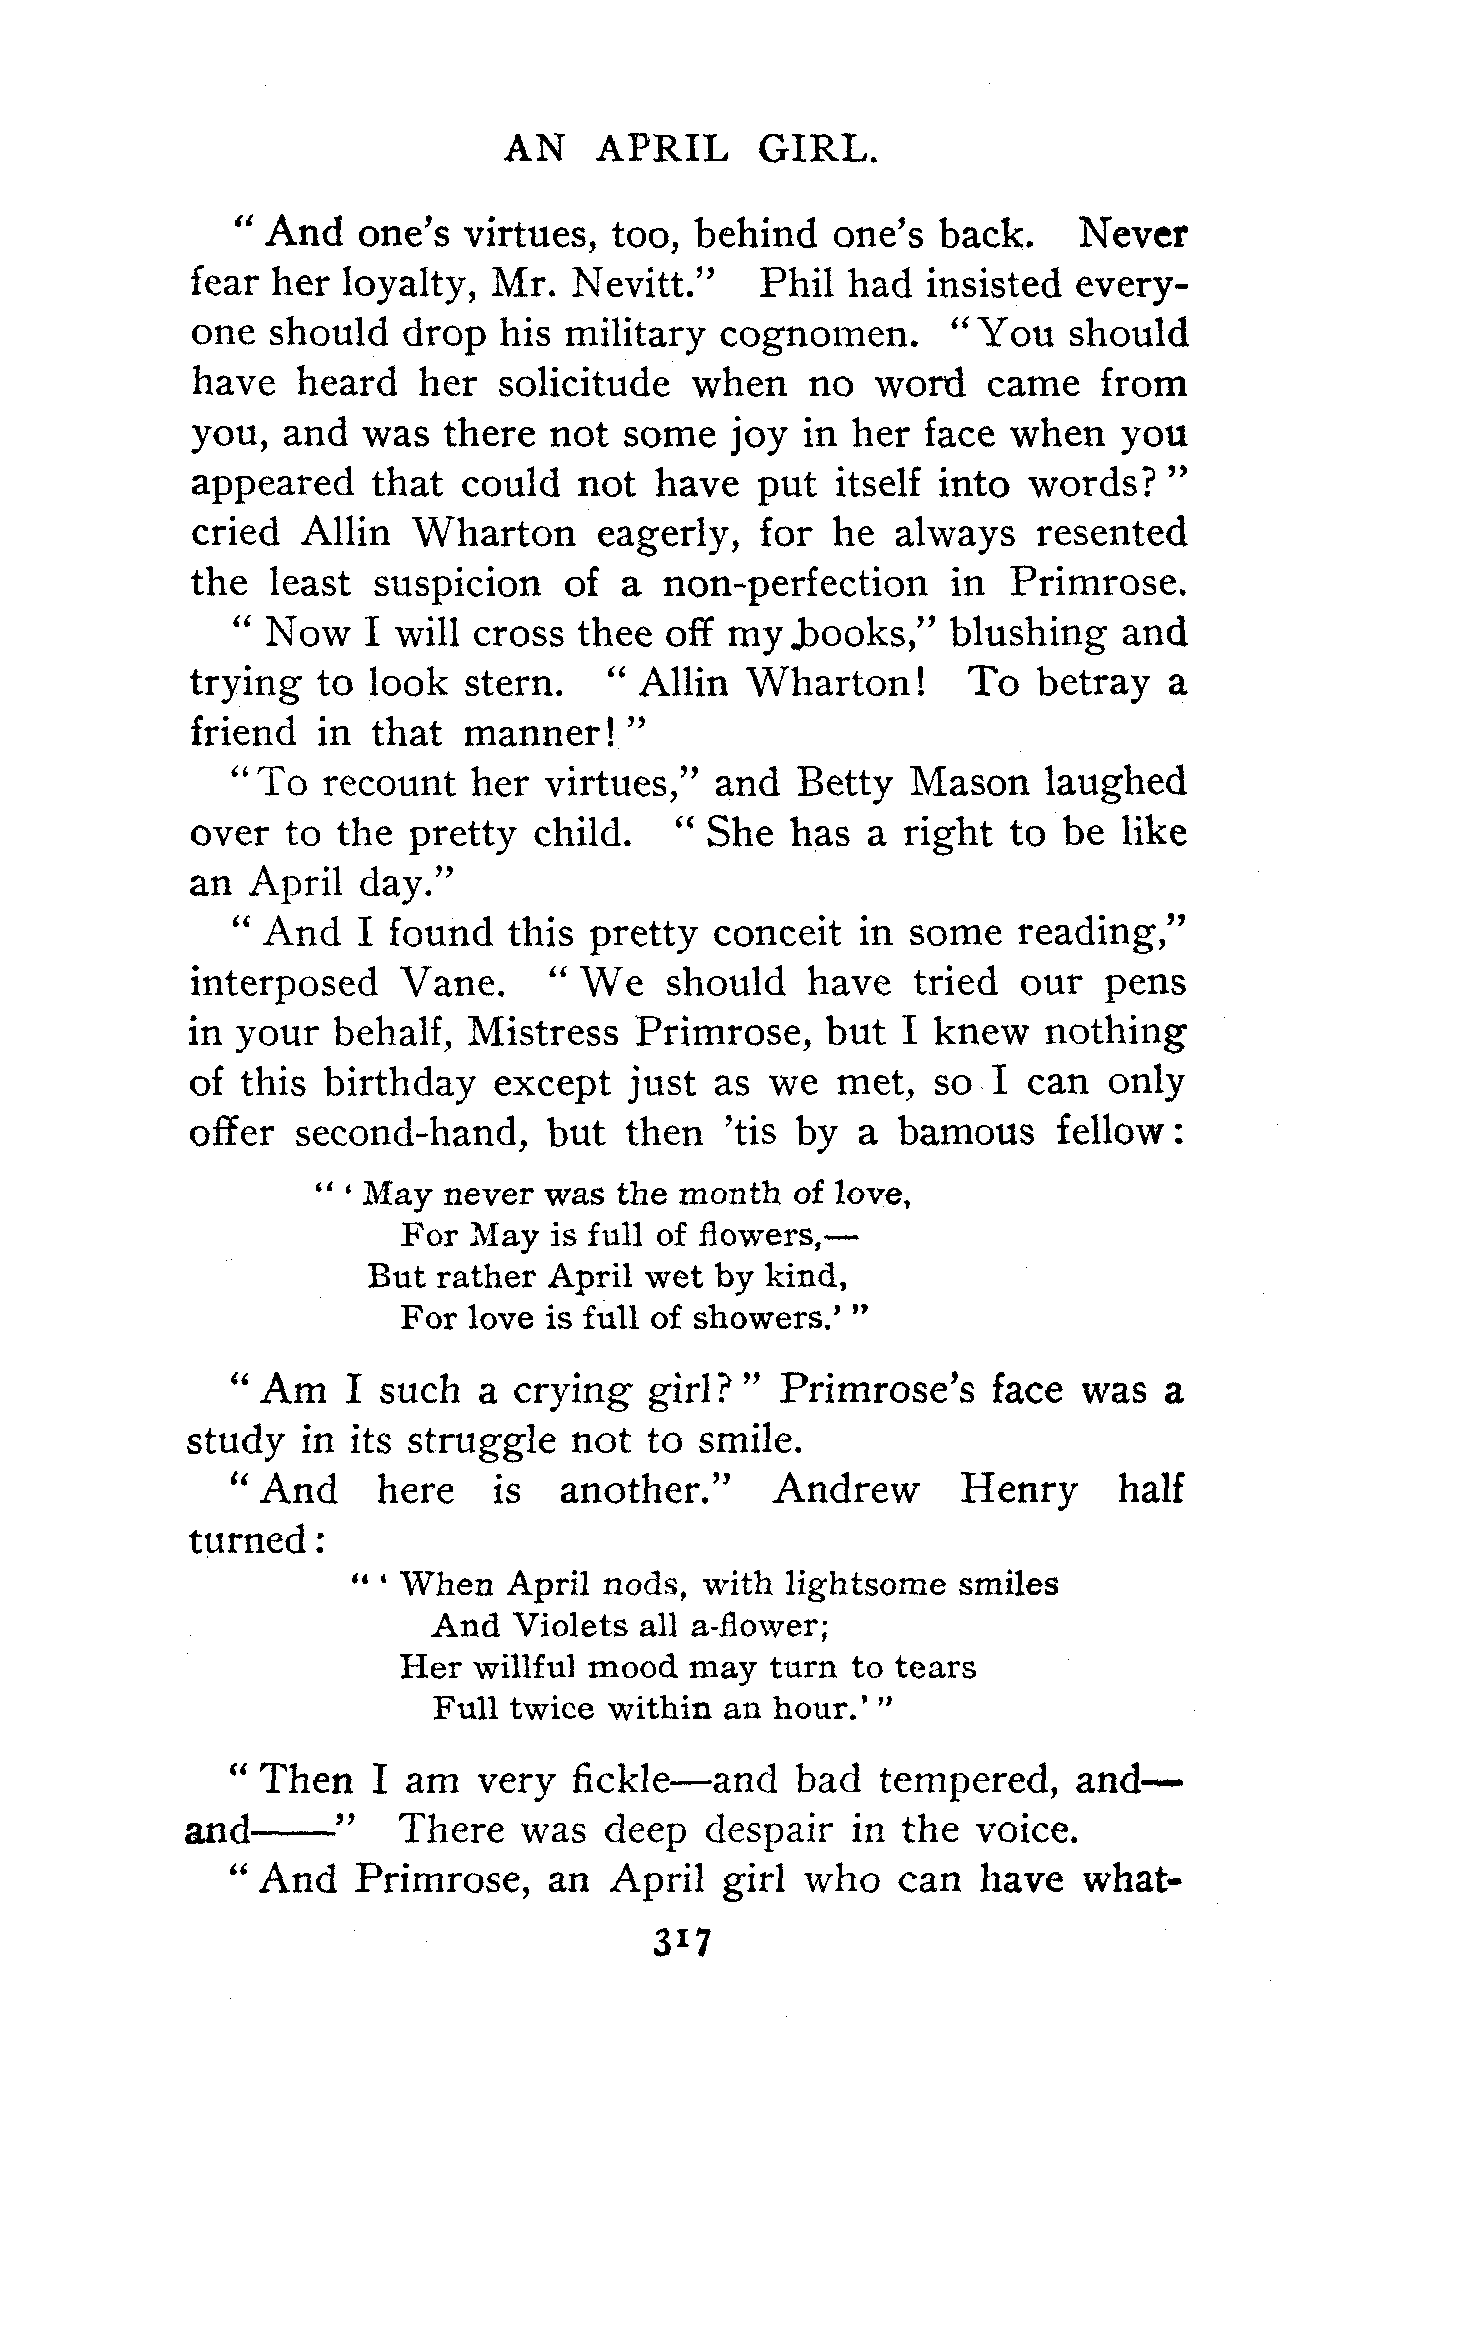 AN APRIL GIRL.
“ And one’s virtues, too, behind one’s back. Never
fear her loyalty, Mr. Nevitt.” Phil had insisted every-
one should drop his military cognomen. “ You should
have heard her solicitude when no word came from
you, and was there not some joy in her face when you
appeared that could not have put itself into words? ”
cried Allin Wharton eagerly, for he always resented
the least suspicion of a non-perfection in Primrose.
“ Now I will cross thee off my books,” blushing and
trying to look stern. “ Allin Wharton! To betray a
friend in that manner! ”
“ To recount her virtues,” and Betty Mason laughed
over to the pretty child. “ She has a right to be like
an April day.”
“ And I found this pretty conceit in some reading,”
interposed Vane. “ We should have tried our pens
in your behalf, Mistress Primrose, but I knew nothing
of this birthday except just as we met, so I can only
offer second-hand, but then ’tis by a bamous fellow:
“ ‘ May never was the month of love,
For May is full of flowers,—
But rather April wet by kind,
For love is full of showers.’ ”
“ Am I such a crying girl? ” Primrose’s face was a
study in its struggle not to smile.
“ And here is another.” Andrew Henry half
turned:
“ ‘ When April nods, with lightsome smiles
And Violets all a-flower;
Her willful mood may turn to tears
Full twice within an hour.’ ”
“ Then I am very fickle—and bad tempered, and—
and——” There was deep despair in the voice.
“ And Primrose, an April girl who can have what-
317